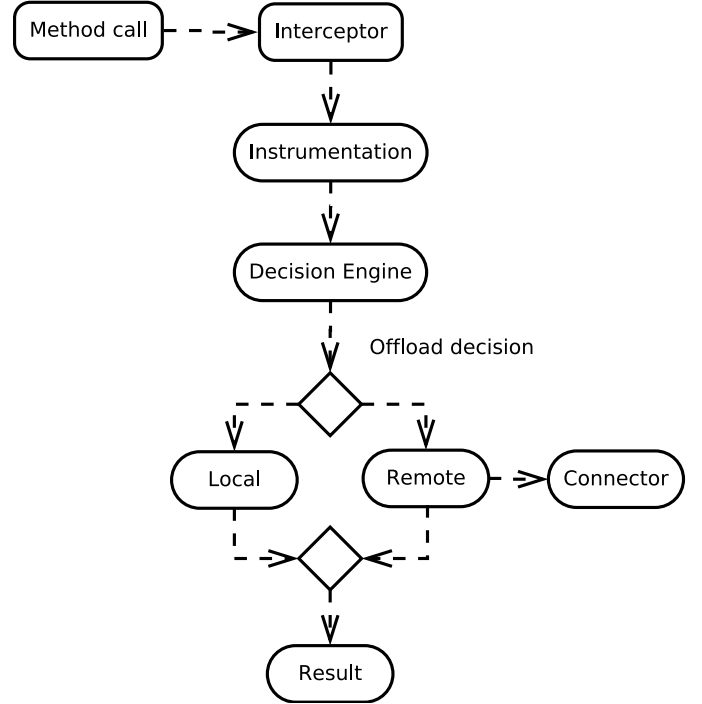 Method call
Interceptor
Instrumentation
Decision Engine
Offload decision
Local
Remote
Connector
Result